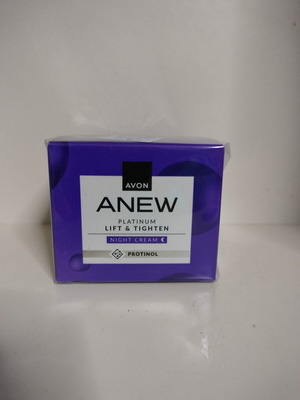 AVON
ANEW
PLATINUM
LIFT & TIGHTEN
NIGHT CREAM
PROTINOL